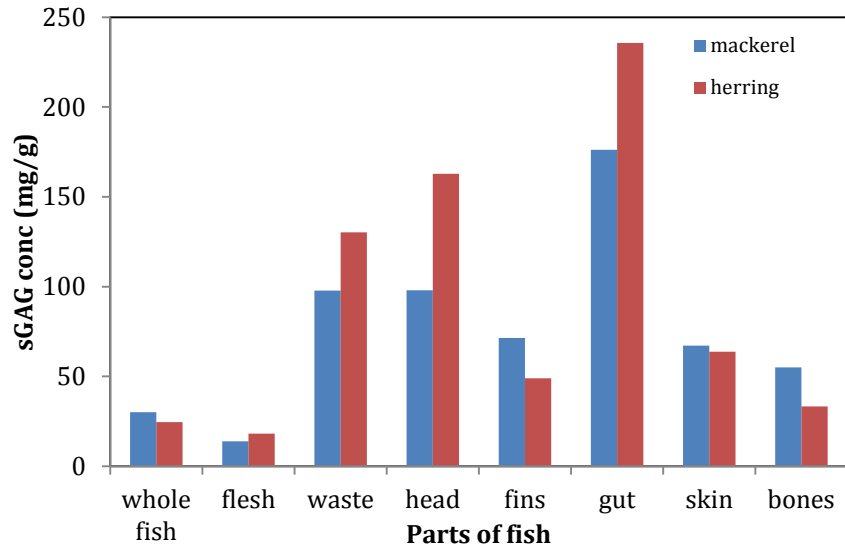 250
200
150
100
50
0
sGAG conc (mg/g)
mackerel
herring
whole fish
flesh
waste
head
fins
gut
skin
bones
Parts of fish